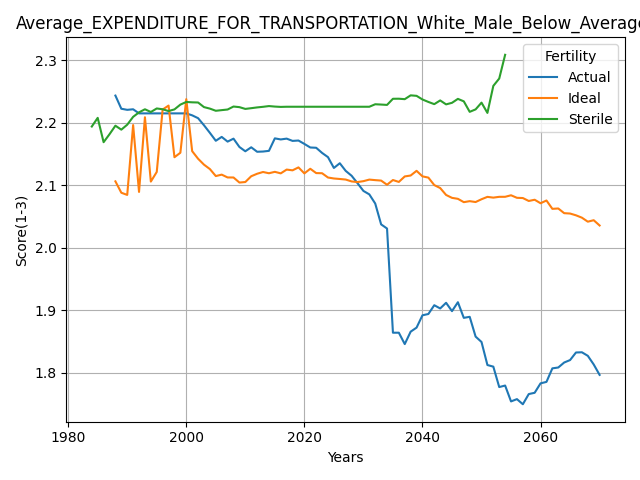 Average_EXPENDITURE_FOR_TRANSPORTATION_White_Male_Below_Average
Fertility
Actual
Ideal
Sterile
Score(1-3)
2.3
2.2
2.1
2.0
1.9
1.8
1980
2000
2020
2040
2060
Years